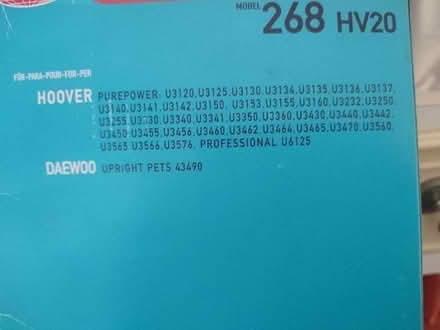 MODEL 268 HV20
FÜR-PARA-POUR-FOR-PER
HOOVER PUREPOWER: U3120,U3125,U3130,U3134,U3135,U3136,U3137,
U3140,U3141,U3142,U3150, U3153,U3155,U3160,U3232,U3250
U3255,U3340,U3341,U3350,U3360,U3430,U3440,U3442,
U3450,U3455,U3456,U3460,U3462,U3464,U3465,U3470,U3560,
U3565,U3566,U3576, PROFESSIONAL U6125
DAEWOO UPRIGHT PETS 43490